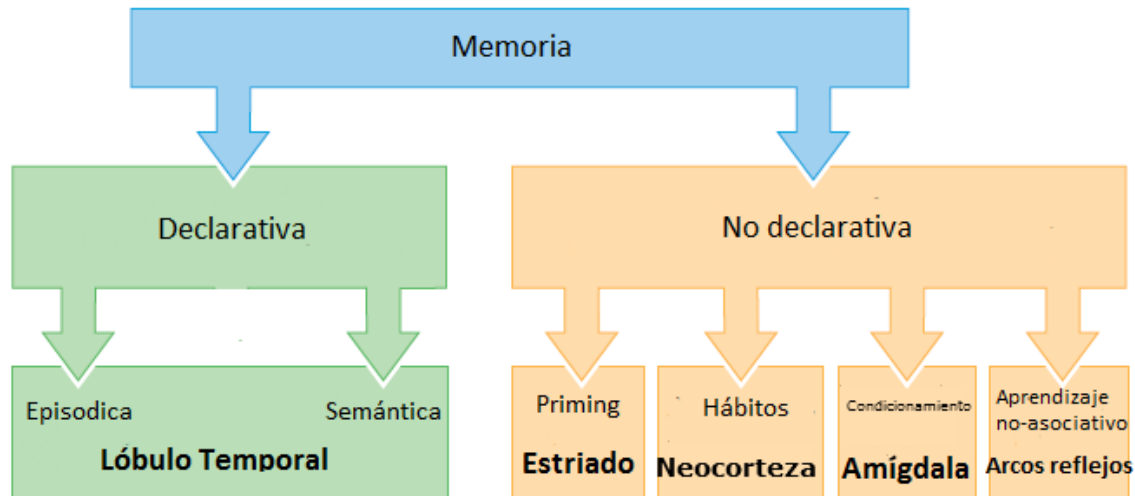 Memoria
Declarativa
No declarativa
Episodica
Semántica
Lóbulo Temporal
Priming
Estriado
Hábitos
Neocorteza
Condicionamiento
Amígdala
Aprendizaje
no-asociativo
Arcos reflejos